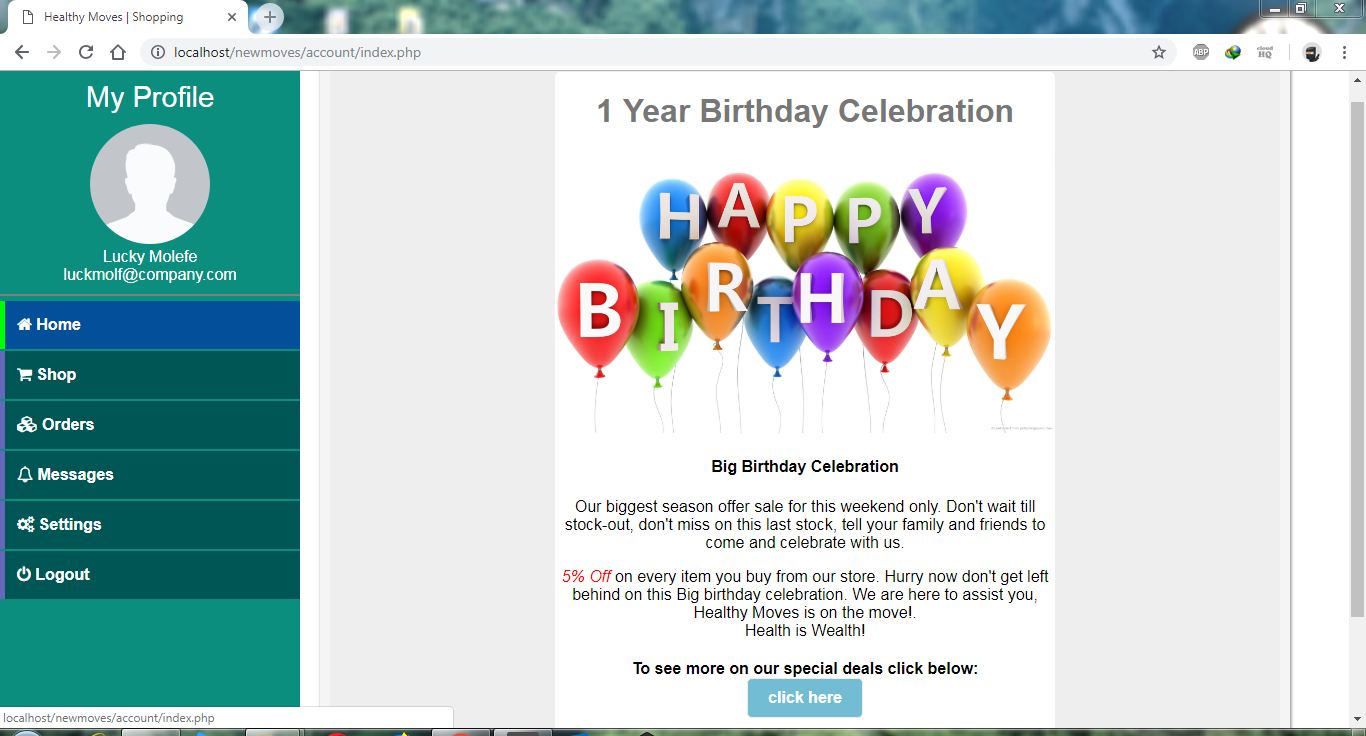 Healthy Moves | Shopping
localhost/newmoves/account/index.php
ABP
cloud
HQ
My Profile
Lucky Molefe
luckmolf@company.com
Home
Shop
Orders
Messages
Settings
Logout
1 Year Birthday Celebration
HAPPY
BIRTHDAY
Big Birthday Celebration
Our biggest season offer sale for this weekend only. Don't wait till
stock-out, don't miss on this last stock, tell your family and friends to
come and celebrate with us.
5% Off on every item you buy from our store. Hurry now don't get left
behind on this Big birthday celebration. We are here to assist you,
Healthy Moves is on the move!.
Health is Wealth!
To see more on our special deals click below:
click here
localhost/newmoves/account/index.php